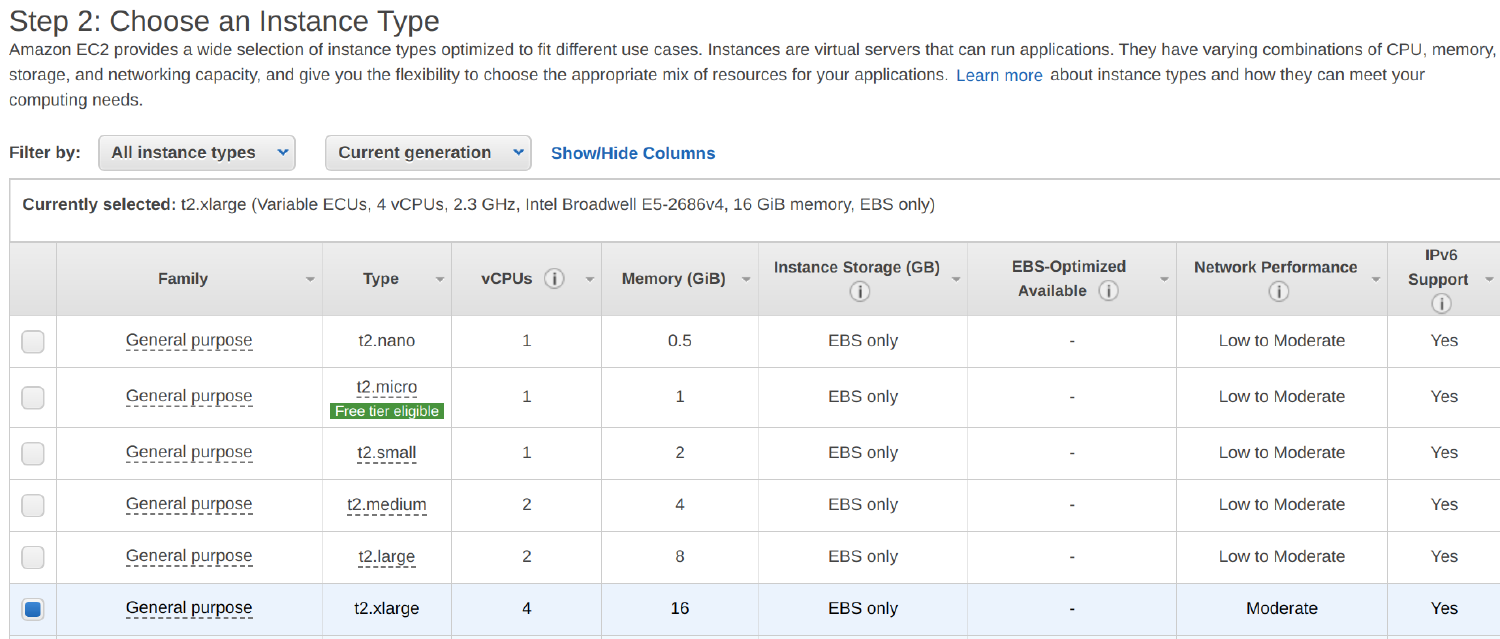 Step 2: Choose an Instance Type
Amazon EC2 provides a wide selection of instance types optimized to fit different use cases. Instances are virtual servers that can run applications. They have varying combinations of CPU, memory,
storage, and networking capacity, and give you the flexibility to choose the appropriate mix of resources for your applications. Learn more about instance types and how they can meet your
computing needs.
Filter by: All instance types Current generation Show/Hide Columns
Currently selected: t2.xlarge (Variable ECUs, 4 vCPUs, 2.3 GHz, Intel Broadwell E5-2686v4, 16 GiB memory, EBS only)
Family Type vCPUs Memory (GiB) Instance Storage (GB) EBS-Optimized Available Network Performance IPv6 Support
General purpose t2.nano 1 0.5 EBS only - Low to Moderate Yes
General purpose t2.micro 1 1 EBS only - Low to Moderate Yes
Free tier eligible
General purpose t2.small 1 2 EBS only - Low to Moderate Yes
General purpose t2.medium 2 4 EBS only - Low to Moderate Yes
General purpose t2.large 2 8 EBS only - Low to Moderate Yes
General purpose t2.xlarge 4 16 EBS only - Moderate Yes